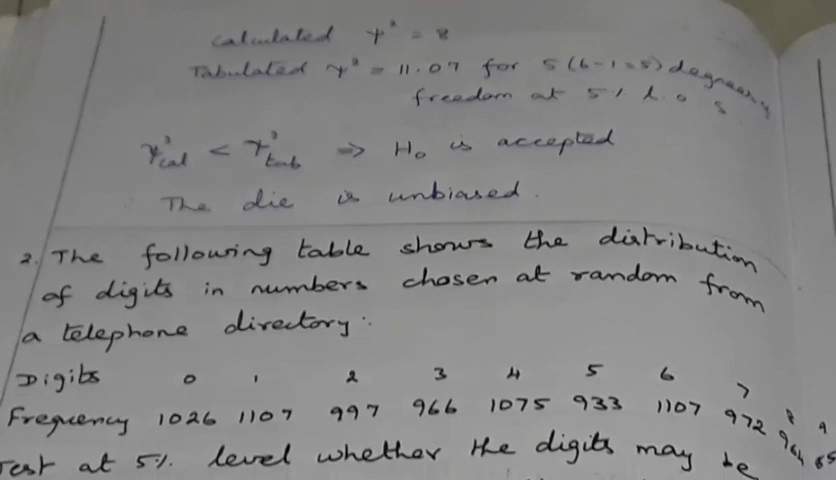 calculated χ² = 8
Tabulated χ² = 11.07 for 5 (6-1=5) degrees
freedom at 5% l.o.s
χ²cal < χ²tab ⇒ H₀ is accepted
The die is unbiased.
2. The following table shows the distribution
of digits in numbers chosen at random from
a telephone directory:
Digits 0 1 2 3 4 5 6 7 8 9
Frequency 1026 1107 997 966 1075 933 1107 972 964
Test at 5% level whether the digits may be